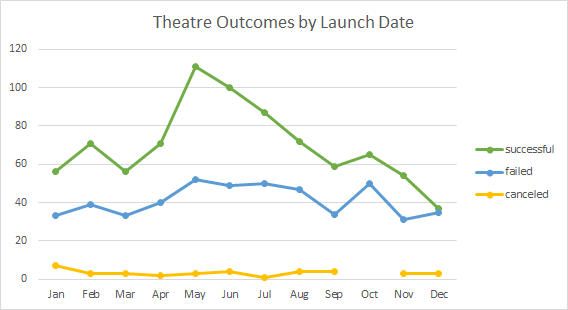 Theatre Outcomes by Launch Date
120
100
80
60
40
20
0
Jan Feb Mar Apr May Jun Jul Aug Sep Oct Nov Dec
successful
failed
canceled